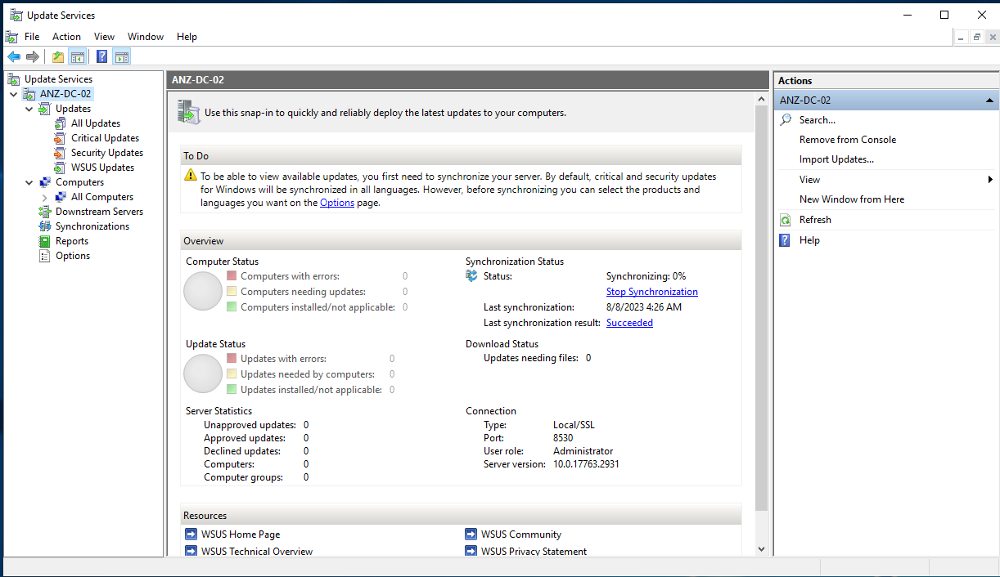 Update Services
File Action View Window Help
Update Services
ANZ-DC-02
Updates
All Updates
Critical Updates
Security Updates
WSUS Updates
Computers
All Computers
Downstream Servers
Synchronizations
Reports
Options
ANZ-DC-02
Use this snap-in to quickly and reliably deploy the latest updates to your computers.
To Do
To be able to view available updates, you first need to synchronize your server. By default, critical and security updates
for Windows will be synchronized in all languages. However, before synchronizing you can select the products and
languages you want on the Options page.
Overview
Computer Status
Computers with errors: 0
Computers needing updates: 0
Computers installed/not applicable: 0
Synchronization Status
Status: Synchronizing: 0%
Stop Synchronization
Last synchronization: 8/8/2023 4:26 AM
Last synchronization result: Succeeded
Update Status
Updates with errors: 0
Updates needed by computers: 0
Updates installed/not applicable: 0
Download Status
Updates needing files: 0
Server Statistics
Unapproved updates: 0
Approved updates: 0
Declined updates: 0
Computers: 0
Computer groups: 0
Connection
Type: Local/SSL
Port: 8530
User role: Administrator
Server version: 10.0.17763.2931
Resources
WSUS Home Page
WSUS Community
WSUS Technical Overview
WSUS Privacy Statement
Actions
ANZ-DC-02
Search...
Remove from Console
Import Updates...
View
New Window from Here
Refresh
Help